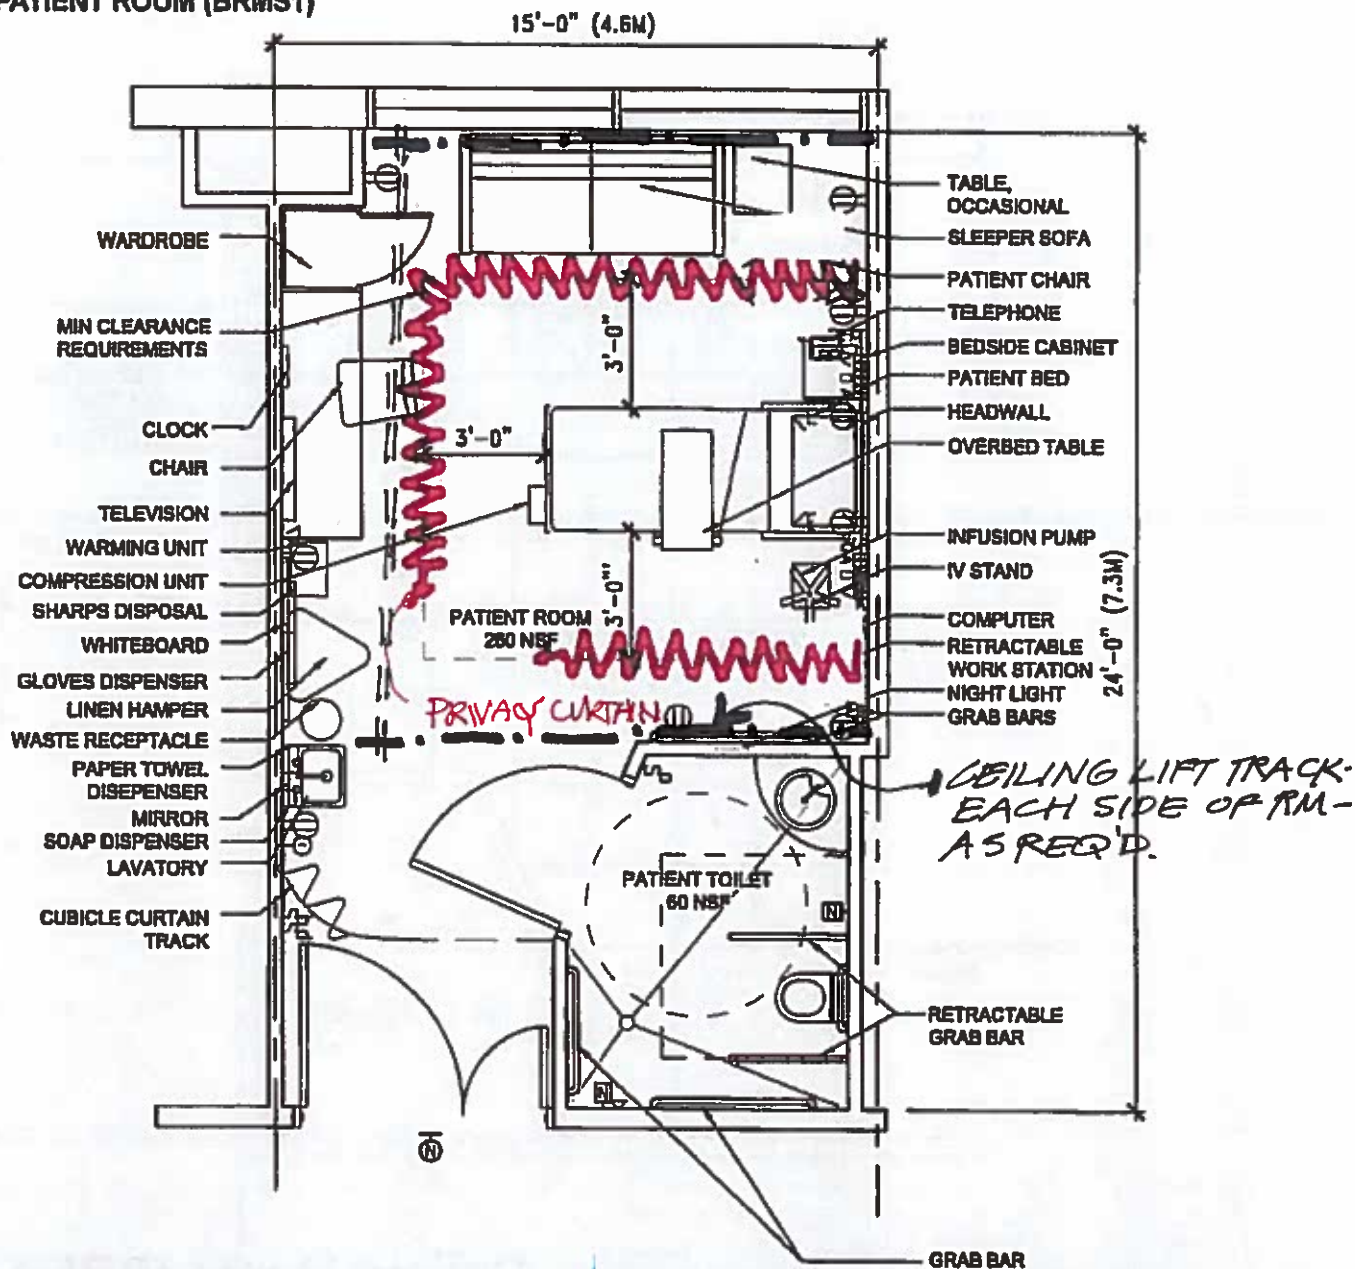 PATIENT ROOM (BRMS1)
15'-0" (4.6M)
WARDROBE
MIN CLEARANCE
REQUIREMENTS
CLOCK
CHAIR
TELEVISION
WARMING UNIT
COMPRESSION UNIT
SHARPS DISPOSAL
WHITEBOARD
GLOVES DISPENSER
LINEN HAMPER
WASTE RECEPTACLE
PAPER TOWEL
DISEPENSER
MIRROR
SOAP DISPENSER
LAVATORY
CUBICLE CURTAIN
TRACK
3'-0"
3'-0"
3'-0"
PATIENT ROOM
280 NSF
PRIVACY CURTAIN
PATIENT TOILET
60 NSF
N
N
N
TABLE,
OCCASIONAL
SLEEPER SOFA
PATIENT CHAIR
TELEPHONE
BEDSIDE CABINET
PATIENT BED
HEADWALL
OVERBED TABLE
INFUSION PUMP
IV STAND
COMPUTER
RETRACTABLE
WORK STATION
NIGHT LIGHT
GRAB BARS
24'-0" (7.3M)
CEILING LIFT TRACK-
EACH SIDE OF RM-
AS REQ'D.
RETRACTABLE
GRAB BAR
GRAB BAR